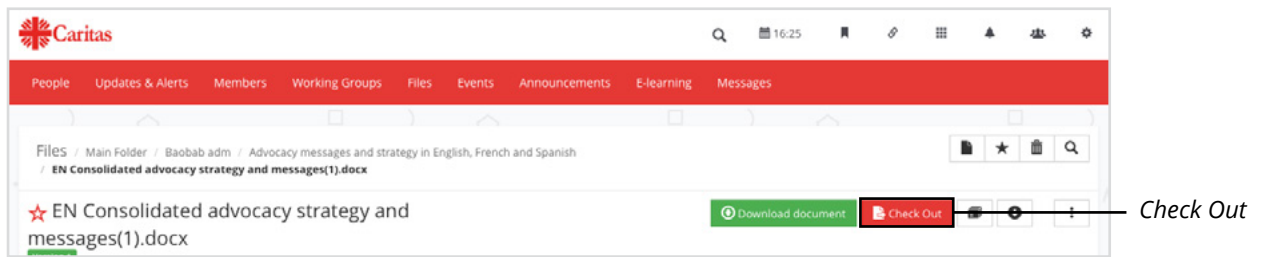 Caritas
16:25
People Updates & Alerts Members Working Groups Files Events Announcements E-learning Messages
Files / Main Folder / Baobab adm / Advocacy messages and strategy in English, French and Spanish
/ EN Consolidated advocacy strategy and messages(1).docx
EN Consolidated advocacy strategy and
messages(1).docx
Download document Check Out
Check Out